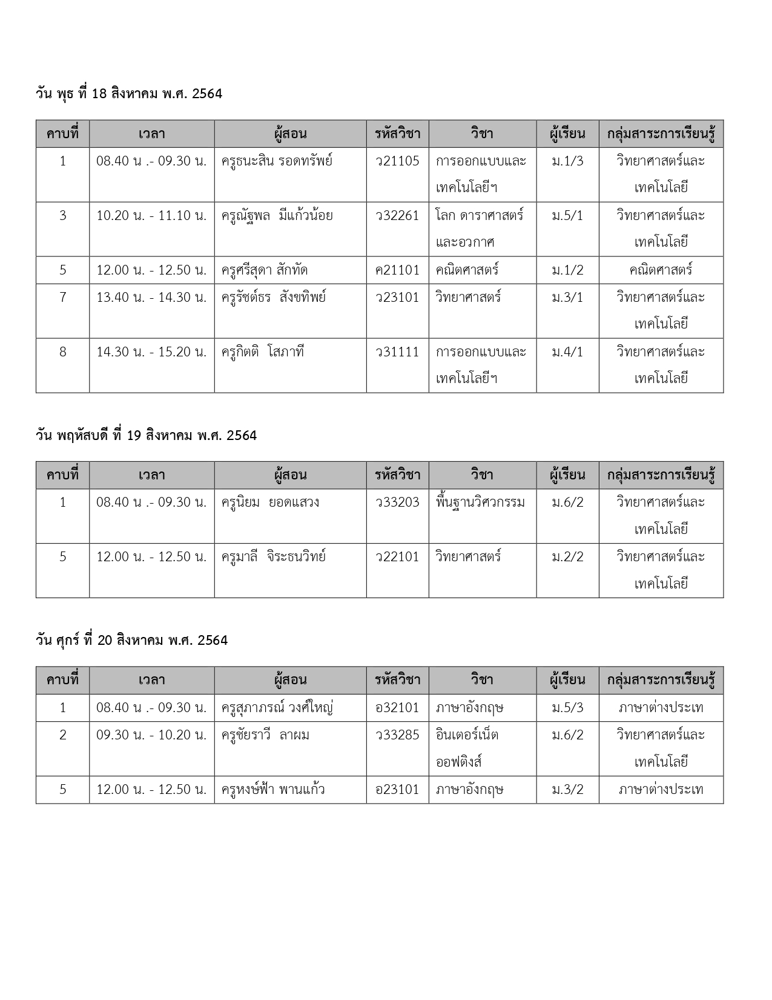 วัน พุธ ที่ 18 สิงหาคม พ.ศ. 2564
คาบที่ เวลา ผู้สอน รหัสวิชา วิชา ผู้เรียน กลุ่มสาระการเรียนรู้
1 08.40 น .- 09.30 น. ครูธนะสิน รอดทรัพย์ ว21105 การออกแบบและ ม.1/3 วิทยาศาสตร์และ
เทคโนโลยีฯ เทคโนโลยี
3 10.20 น. - 11.10 น. ครูณัฐพล มีแก้วน้อย ว32261 โลก ดาราศาสตร์ ม.5/1 วิทยาศาสตร์และ
และอวกาศ เทคโนโลยี
5 12.00 น. - 12.50 น. ครูศรีสุดา สักทัด ค21101 คณิตศาสตร์ ม.1/2 คณิตศาสตร์
7 13.40 น. - 14.30 น. ครูรัชต์ธร สังขทิพย์ ว23101 วิทยาศาสตร์ ม.3/1 วิทยาศาสตร์และ
เทคโนโลยี
8 14.30 น. - 15.20 น. ครูกิตติ โสภาที ว31111 การออกแบบและ ม.4/1 วิทยาศาสตร์และ
เทคโนโลยีฯ เทคโนโลยี
วัน พฤหัสบดี ที่ 19 สิงหาคม พ.ศ. 2564
คาบที่ เวลา ผู้สอน รหัสวิชา วิชา ผู้เรียน กลุ่มสาระการเรียนรู้
1 08.40 น .- 09.30 น. ครูนิยม ยอดแสวง ว33203 พื้นฐานวิศวกรรม ม.6/2 วิทยาศาสตร์และ
เทคโนโลยี
5 12.00 น. - 12.50 น. ครูมาลี จิระธนวิทย์ ว22101 วิทยาศาสตร์ ม.2/2 วิทยาศาสตร์และ
เทคโนโลยี
วัน ศุกร์ ที่ 20 สิงหาคม พ.ศ. 2564
คาบที่ เวลา ผู้สอน รหัสวิชา วิชา ผู้เรียน กลุ่มสาระการเรียนรู้
1 08.40 น .- 09.30 น. ครูสุภาภรณ์ วงศ์ใหญ่ อ32101 ภาษาอังกฤษ ม.5/3 ภาษาต่างประเท
2 09.30 น. - 10.20 น. ครูชัยราวี ลาผม ว33285 อินเตอร์เน็ต ม.6/2 วิทยาศาสตร์และ
ออฟติงส์ เทคโนโลยี
5 12.00 น. - 12.50 น. ครูหงษ์ฟ้า พานแก้ว อ23101 ภาษาอังกฤษ ม.3/2 ภาษาต่างประเท